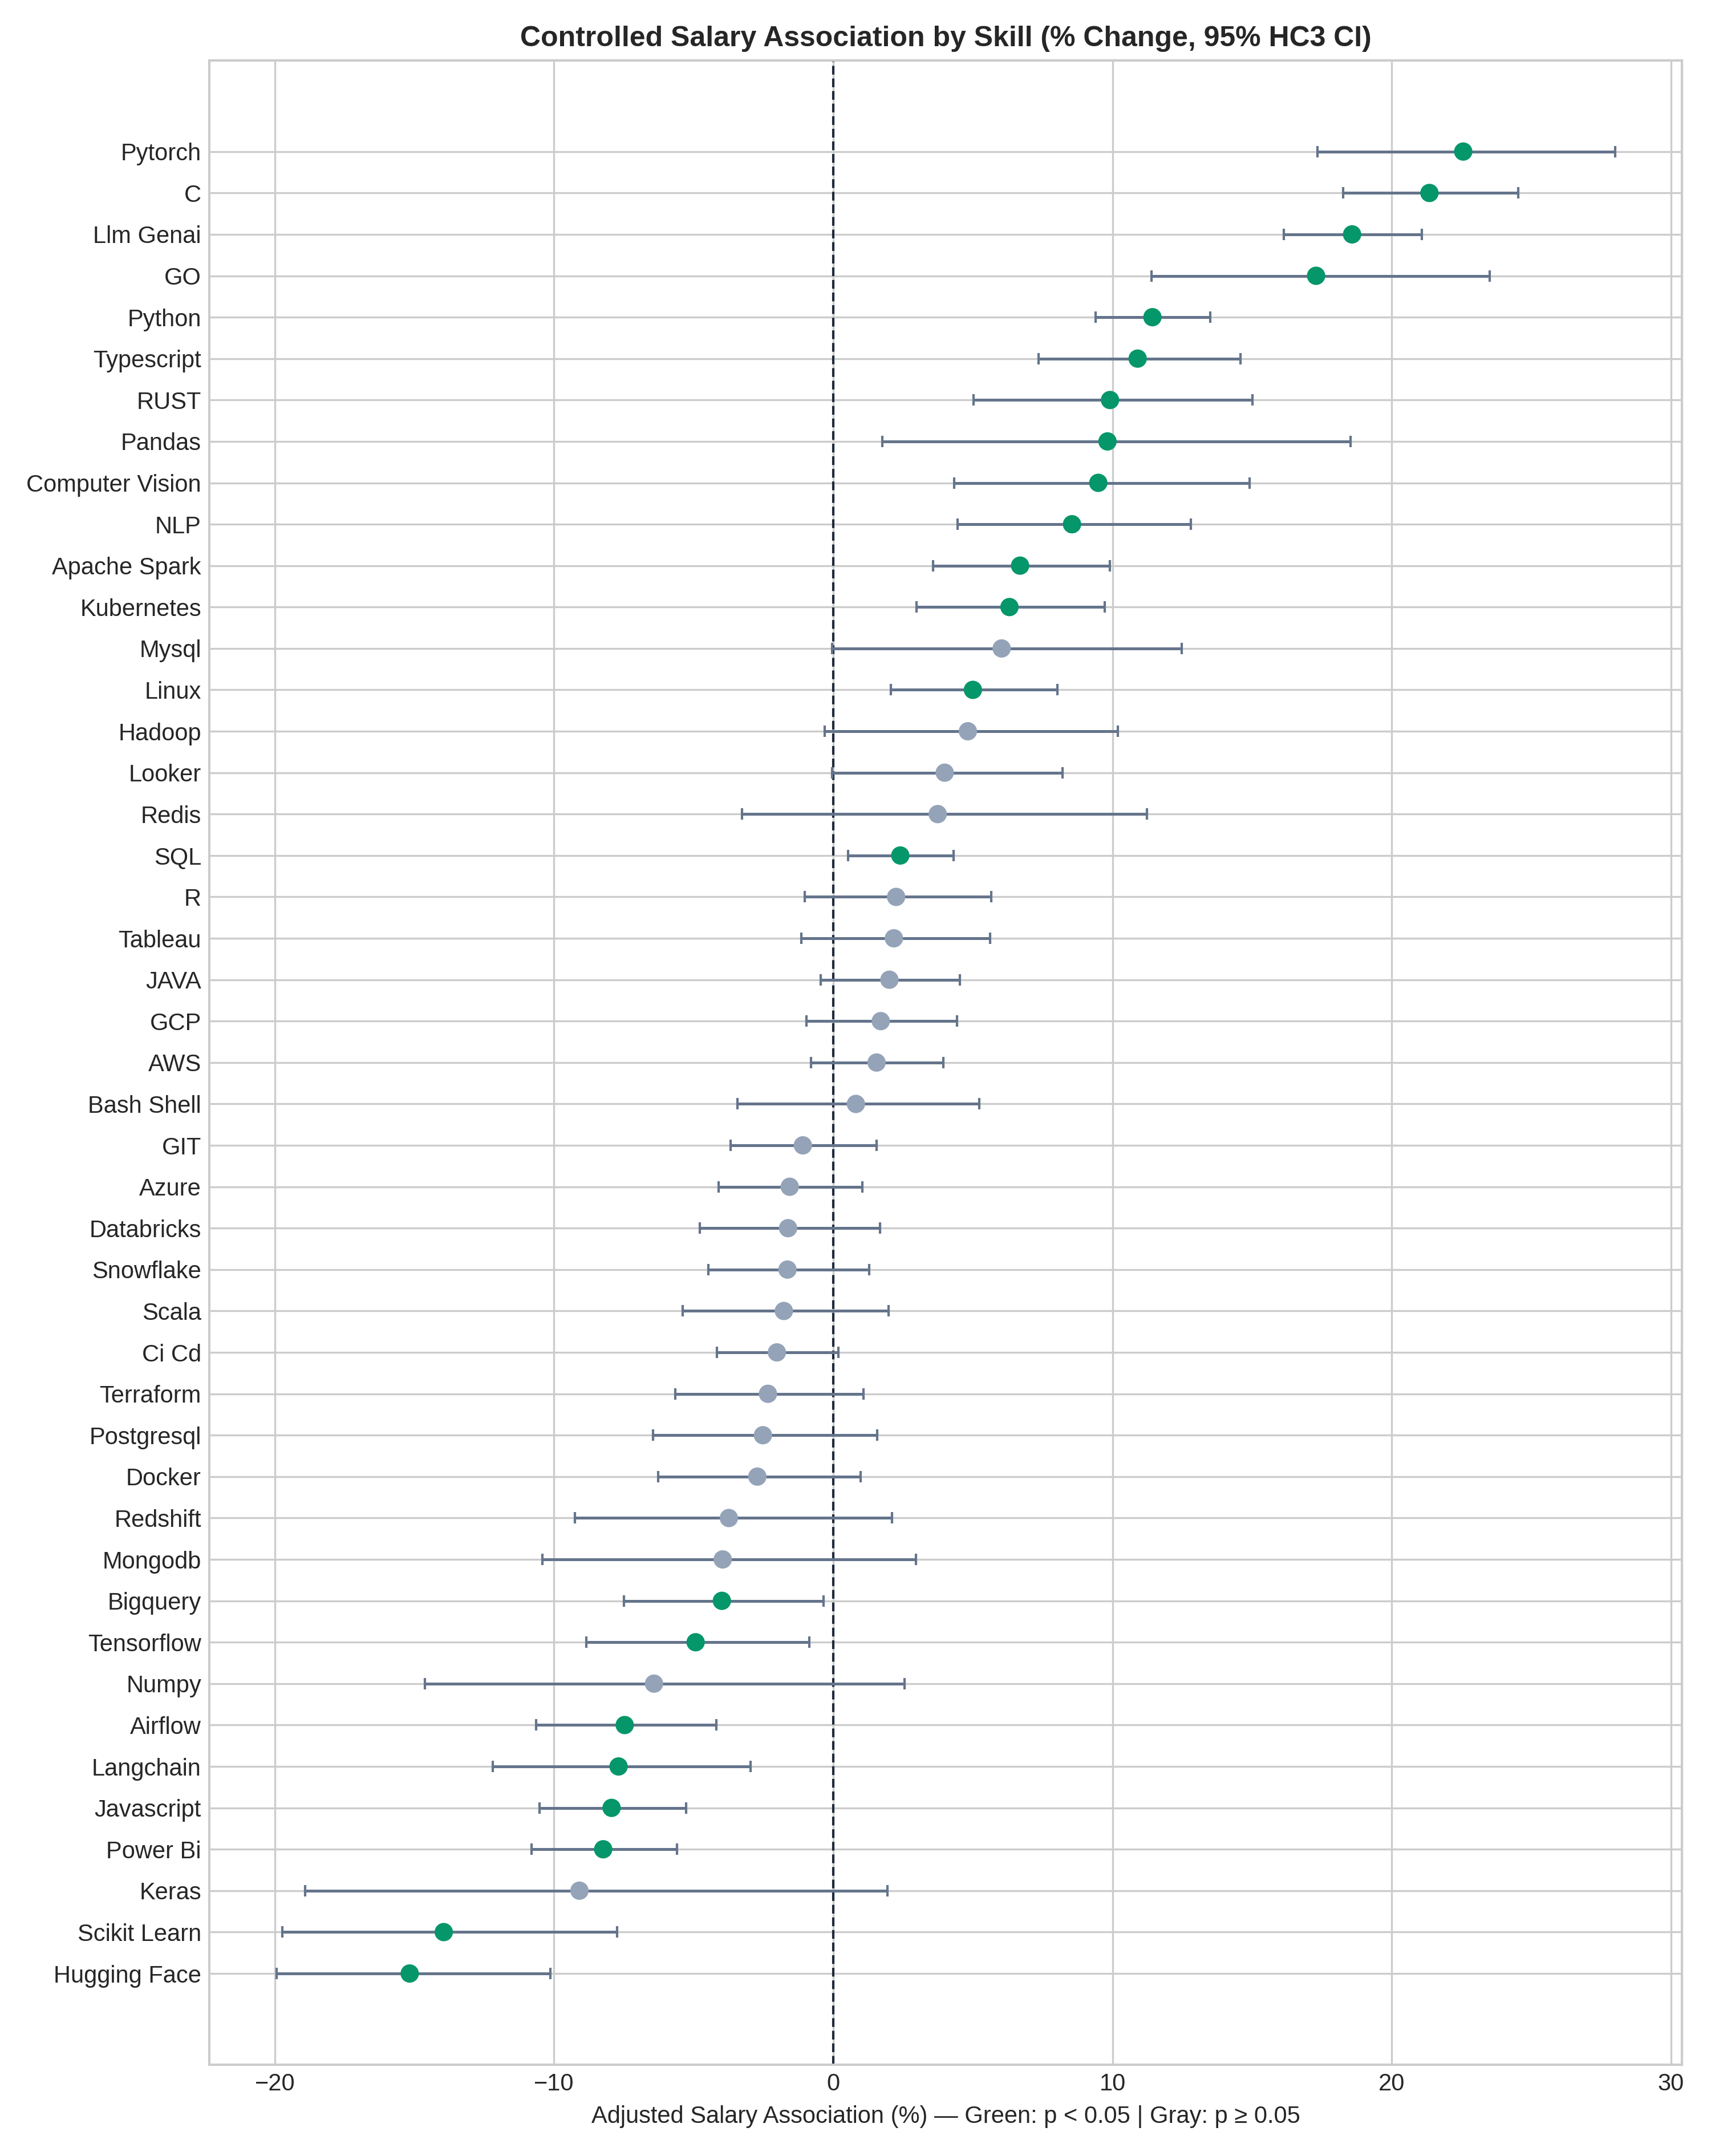 Controlled Salary Association by Skill (% Change, 95% HC3 CI)
Pytorch
C
Llm Genai
GO
Python
Typescript
RUST
Pandas
Computer Vision
NLP
Apache Spark
Kubernetes
Mysql
Linux
Hadoop
Looker
Redis
SQL
R
Tableau
JAVA
GCP
AWS
Bash Shell
GIT
Azure
Databricks
Snowflake
Scala
Ci Cd
Terraform
Postgresql
Docker
Redshift
Mongodb
Bigquery
Tensorflow
Numpy
Airflow
Langchain
Javascript
Power Bi
Keras
Scikit Learn
Hugging Face
−20 −10 0 10 20 30
Adjusted Salary Association (%) — Green: p < 0.05 | Gray: p ≥ 0.05